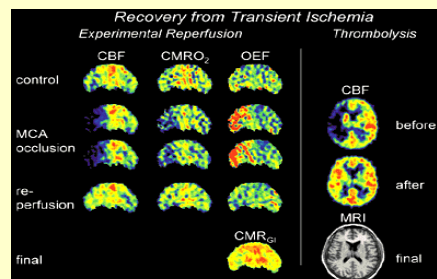 Recovery from Transient Ischemia
Experimental Reperfusion Thrombolysis
CBF CMRO₂ OEF
control
CBF
MCA
occlusion
before
after
re-
perfusion
MRI
CMR_Gl
final final